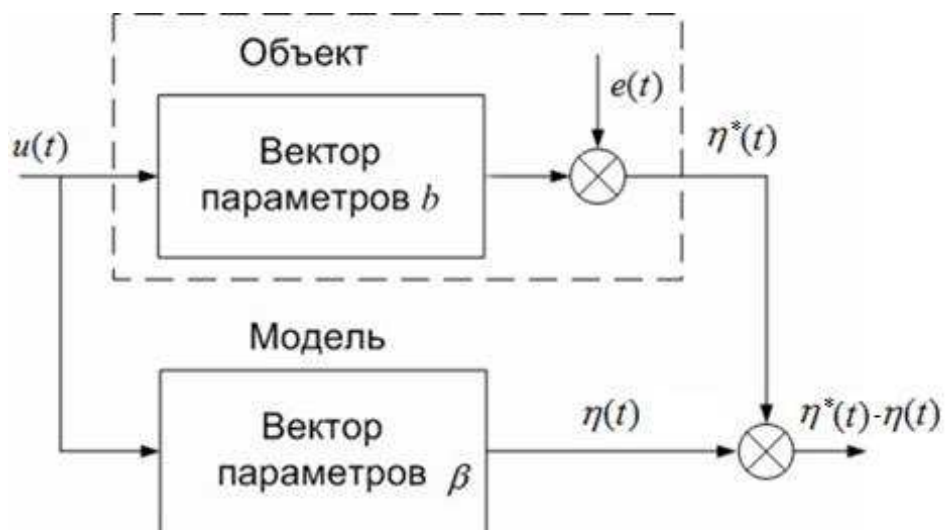 Объект
e(t)
u(t)
η*(t)
Вектор
параметров b
Модель
η(t)
η*(t)-η(t)
Вектор
параметров β